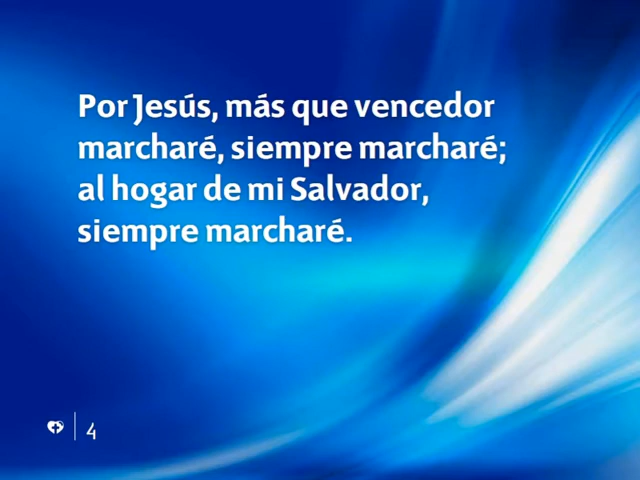 Por Jesús, más que vencedor
marcharé, siempre marcharé;
al hogar de mi Salvador,
siempre marcharé.
4